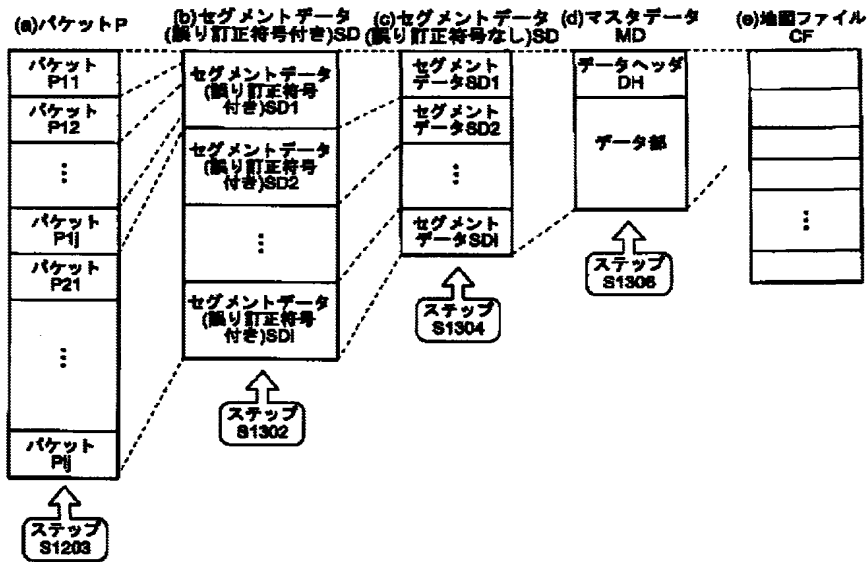 (a)パケットP
パケット
P11
パケット
P12
⋮
パケット
P1j
パケット
P21
⋮
パケット
Pij
ステップ
S1203
(b)セグメントデータ
(誤り訂正符号付き)SD
セグメントデータ
(誤り訂正符号
付き)SD1
セグメントデータ
(誤り訂正符号
付き)SD2
⋮
セグメントデータ
(誤り訂正符号
付き)SDi
ステップ
S1302
(c)セグメントデータ
(誤り訂正符号なし)SD
セグメント
データSD1
セグメント
データSD2
⋮
セグメント
データSDi
ステップ
S1304
(d)マスタデータ
MD
データヘッダ
DH
データ部
ステップ
S1306
(e)地図ファイル
CF
⋮